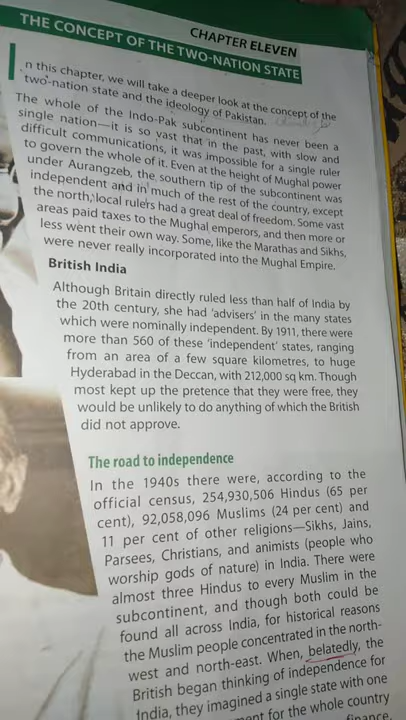 CHAPTER ELEVEN
THE CONCEPT OF THE TWO-NATION STATE
In this chapter, we will take a deeper look at the concept of the
two-nation state and the ideology of Pakistan.
The whole of the Indo-Pak subcontinent has never been a
single nation—it is so vast that in the past, with slow and
difficult communications, it was impossible for a single ruler
to govern the whole of it. Even at the height of Mughal power
under Aurangzeb, the southern tip of the subcontinent was
independent and in much of the rest of the country, except
the north, local rulers had a great deal of freedom. Some vast
areas paid taxes to the Mughal emperors, and then more or
less went their own way. Some, like the Marathas and Sikhs,
were never really incorporated into the Mughal Empire.
British India
Although Britain directly ruled less than half of India by
the 20th century, she had 'advisers' in the many states
which were nominally independent. By 1911, there were
more than 560 of these 'independent' states, ranging
from an area of a few square kilometres, to huge
Hyderabad in the Deccan, with 212,000 sq km. Though
most kept up the pretence that they were free, they
would be unlikely to do anything of which the British
did not approve.
The road to independence
In the 1940s there were, according to the
official census, 254,930,506 Hindus (65 per
cent), 92,058,096 Muslims (24 per cent) and
11 per cent of other religions—Sikhs, Jains,
Parsees, Christians, and animists (people who
worship gods of nature) in India. There were
almost three Hindus to every Muslim in the
subcontinent, and though both could be
found all across India, for historical reasons
the Muslim people concentrated in the north-
west and north-east. When, belatedly, the
British began thinking of independence for
India, they imagined a single state with one
for the whole country
finance,